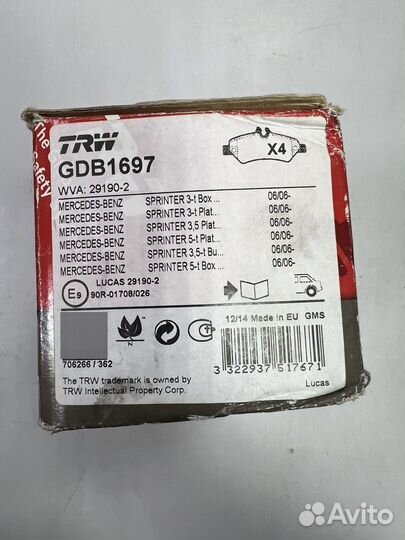 The
Safety
TRW
GDB1697
X4
WVA: 29190-2
MERCEDES-BENZ SPRINTER 3-t Box ... 06/06-
MERCEDES-BENZ SPRINTER 3-t Plat... 06/06-
MERCEDES-BENZ SPRINTER 3,5 Plat... 06/06-
MERCEDES-BENZ SPRINTER 5-t Plat... 06/06-
MERCEDES-BENZ SPRINTER 3,5-t Bu... 06/06-
MERCEDES-BENZ SPRINTER 5-t Box ... 06/06-
LUCAS 29190-2
E9 90R-01708/026
N
12/14 Made in EU GMS
706266 / 362
3 322937 517671
The TRW trademark is owned by
TRW Intellectual Property Corp.
Lucas
Avito